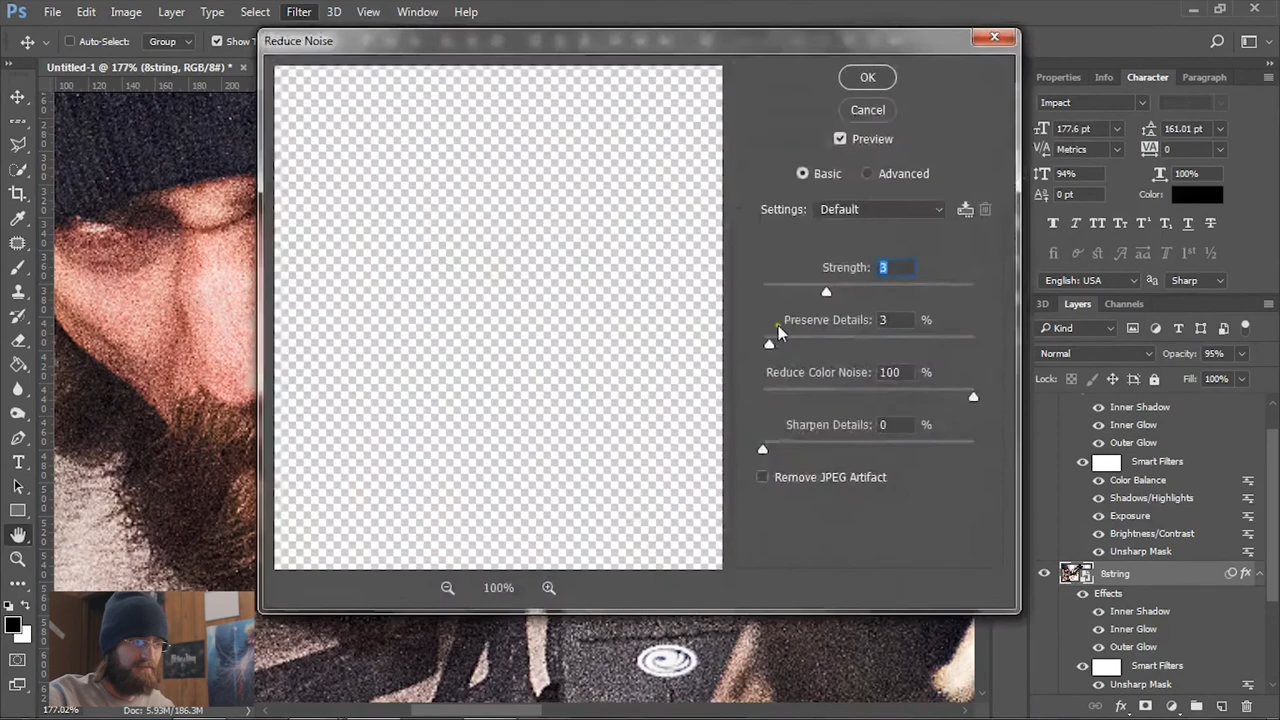 Ps File Edit Image Layer Type Select Filter 3D View Window Help
Auto-Select: Group Show T
Untitled-1 @ 177% (8string, RGB/8#) * ×
100 120 140 160 180 200
Reduce Noise
OK
Cancel
Preview
Basic Advanced
Settings: Default
Strength: 3
Preserve Details: 3 %
Reduce Color Noise: 100 %
Sharpen Details: 0 %
Remove JPEG Artifact
100%
Properties Info Character Paragraph
Impact
177.6 pt 161.01 pt
Metrics 0
94% 100%
0 pt Color:
English: USA aa Sharp
3D Layers Channels
Kind
Normal Opacity: 95%
Lock: Fill: 100%
Inner Shadow
Inner Glow
Outer Glow
Smart Filters
Color Balance
Shadows/Highlights
Exposure
Brightness/Contrast
Unsharp Mask
8string fx
Effects
Inner Shadow
Inner Glow
Outer Glow
Smart Filters
Unsharp Mask
177.02% Doc: 5.93M/186.3M